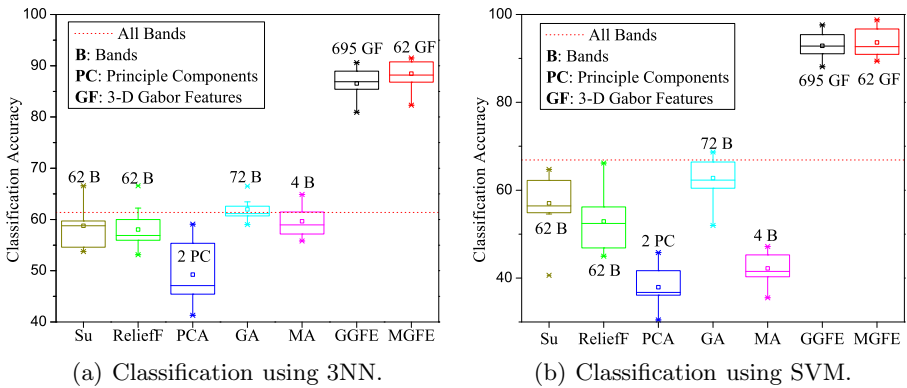 (a)
100
90
80
70
60
50
40
Classification Accuracy
All Bands
B: Bands
PC: Principle Components
GF: 3-D Gabor Features
695 GF
62 GF
62 B
62 B
2 PC
72 B
4 B
Su ReliefF PCA GA MA GGFE MGFE
(a) Classification using 3NN.
(b)
100
80
60
40
Classification Accuracy
All Bands
B: Bands
PC: Principle Components
GF: 3-D Gabor Features
695 GF
62 GF
62 B
62 B
2 PC
72 B
4 B
Su ReliefF PCA GA MA GGFE MGFE
(b) Classification using SVM.